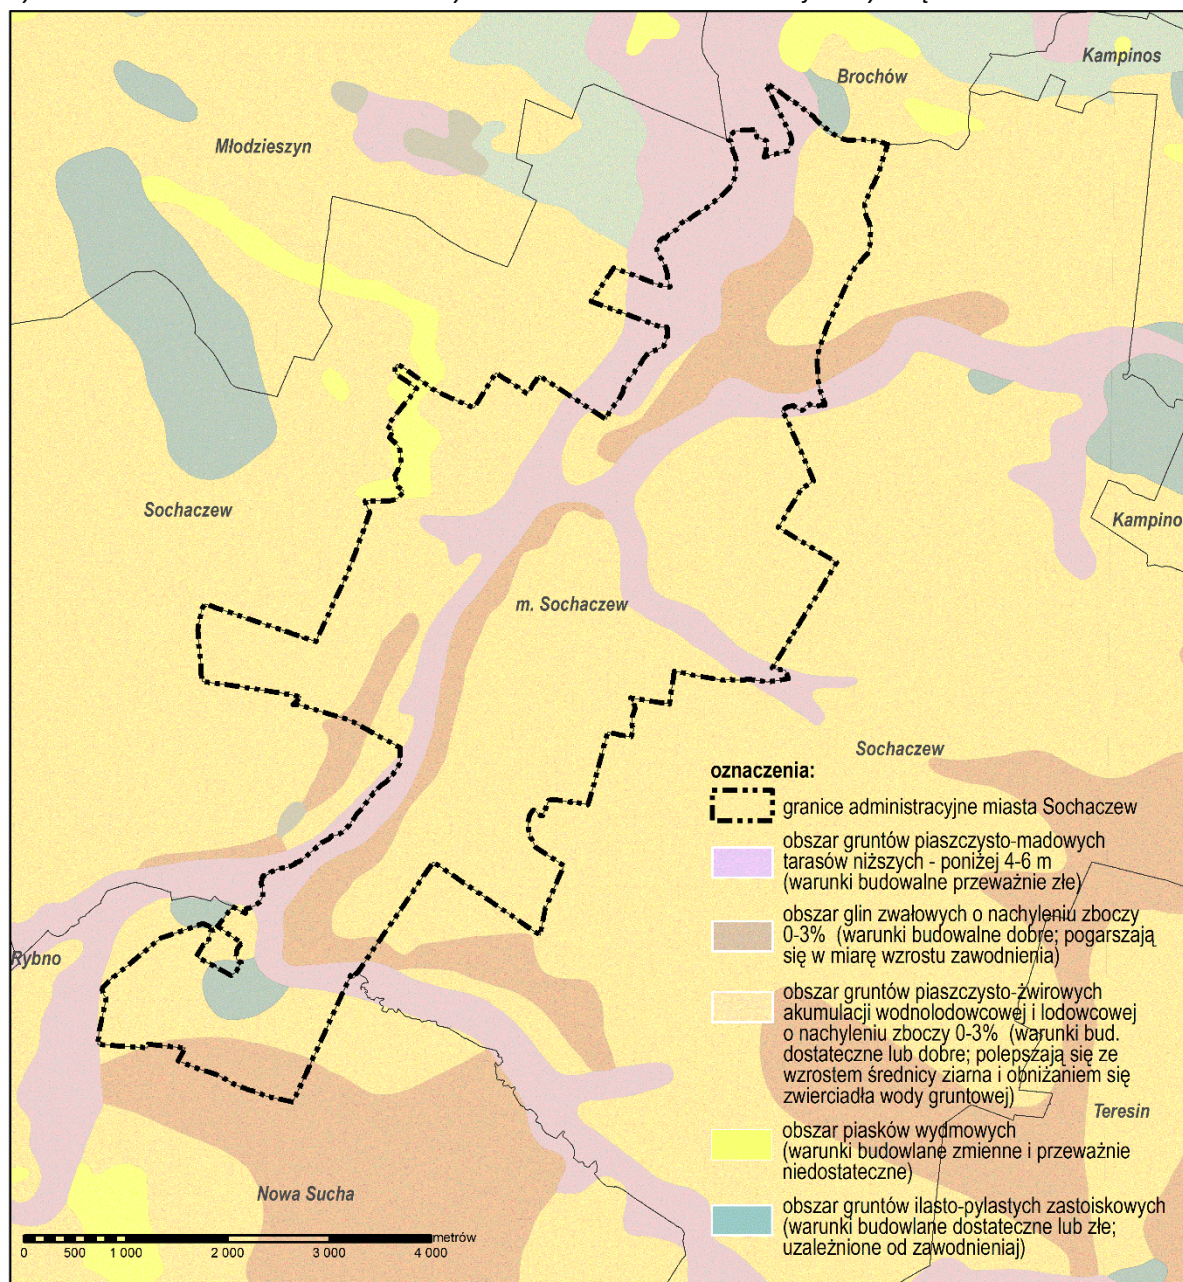 Kampinos
Brochów
Młodzieszyn
Sochaczew
Kampino
m. Sochaczew
Sochaczew
Rybno
Teresin
Nowa Sucha
oznaczenia:
granice administracyjne miasta Sochaczew
obszar gruntów piaszczysto-madowych
tarasów niższych - poniżej 4-6 m
(warunki budowalne przeważnie złe)
obszar glin zwałowych o nachyleniu zboczy
0-3% (warunki budowalne dobre; pogarszają
się w miarę wzrostu zawodnienia)
obszar gruntów piaszczysto-żwirowych
akumulacji wodnolodowcowej i lodowcowej
o nachyleniu zboczy 0-3% (warunki bud.
dostateczne lub dobre; polepszają się ze
wzrostem średnicy ziarna i obniżaniem się
zwierciadła wody gruntowej)
obszar piasków wydmowych
(warunki budowlane zmienne i przeważnie
niedostateczne)
obszar gruntów ilasto-pylastych zastoiskowych
(warunki budowlane dostateczne lub złe;
uzależnione od zawodnieniaj)
metrów
0 500 1 000 2 000 3 000 4 000